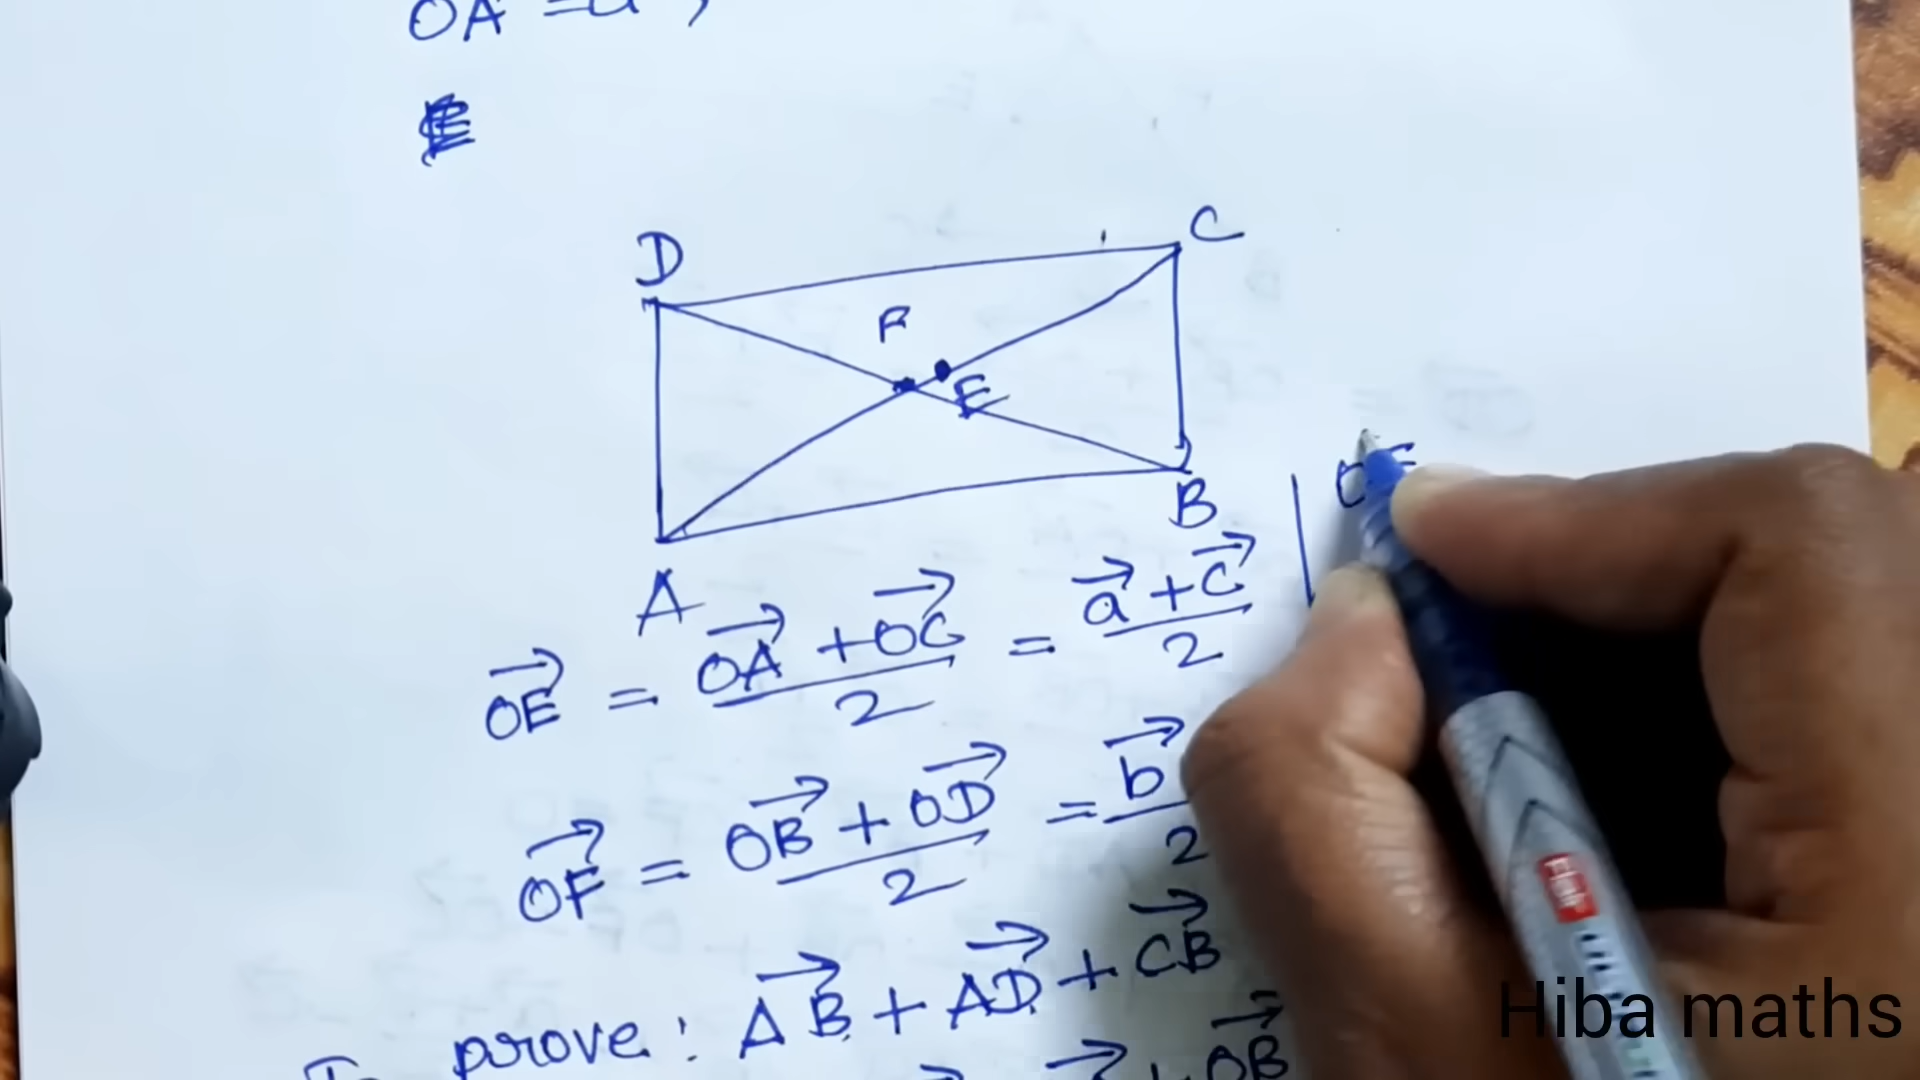 OA = a ,
D
C
F
E
B
A
OE = OA + OC / 2 = a + c / 2
OF = OB + OD / 2 = b / 2
prove : AB + AD + CB
+ OB
Hiba maths